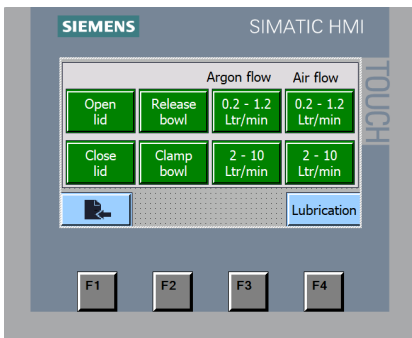 SIEMENS SIMATIC HMI
TOUCH
Argon flow Air flow
Open lid
Release bowl
0.2 - 1.2 Ltr/min
0.2 - 1.2 Ltr/min
Close lid
Clamp bowl
2 - 10 Ltr/min
2 - 10 Ltr/min
Lubrication
F1 F2 F3 F4